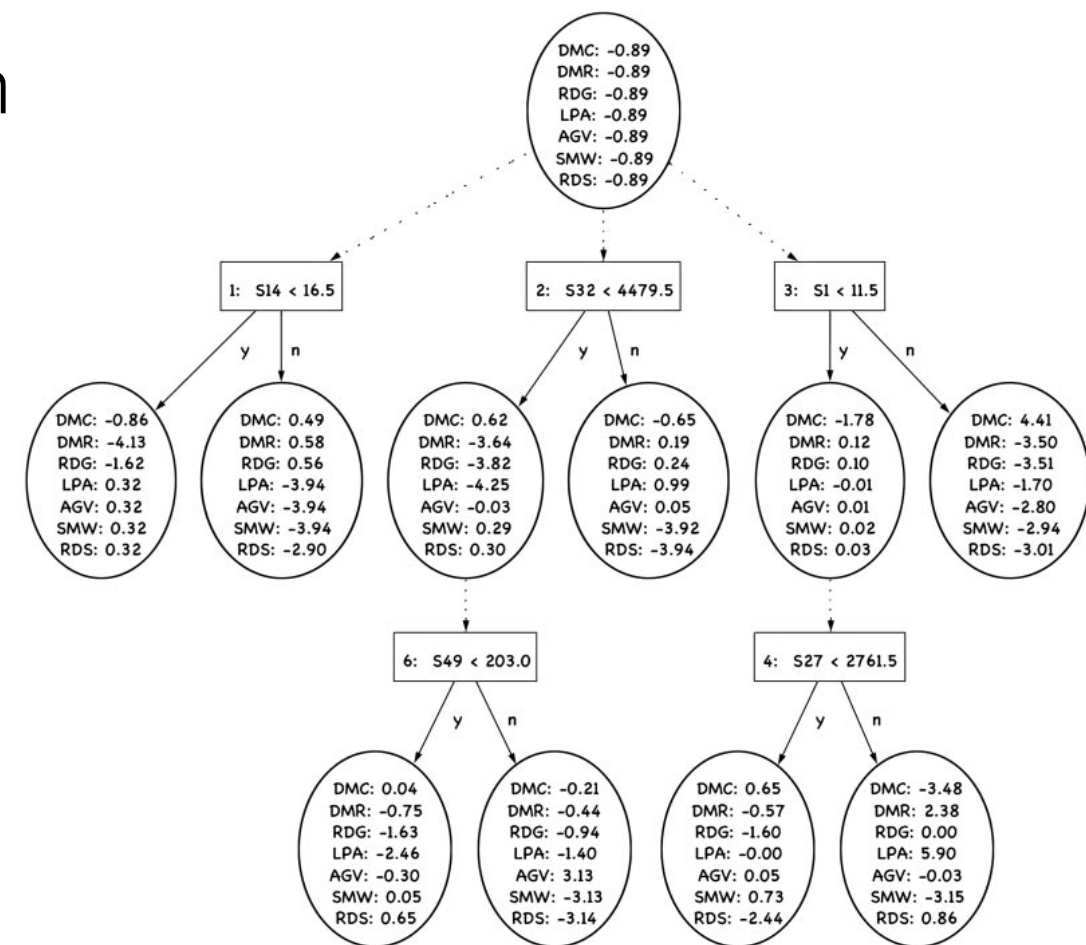 n
DMC: -0.89
DMR: -0.89
RDG: -0.89
LPA: -0.89
AGV: -0.89
SMW: -0.89
RDS: -0.89
1: S14 < 16.5
2: S32 < 4479.5
3: S1 < 11.5
y
n
y
n
y
n
DMC: -0.86
DMR: -4.13
RDG: -1.62
LPA: 0.32
AGV: 0.32
SMW: 0.32
RDS: 0.32
DMC: 0.49
DMR: 0.58
RDG: 0.56
LPA: -3.94
AGV: -3.94
SMW: -3.94
RDS: -2.90
DMC: 0.62
DMR: -3.64
RDG: -3.82
LPA: -4.25
AGV: -0.03
SMW: 0.29
RDS: 0.30
DMC: -0.65
DMR: 0.19
RDG: 0.24
LPA: 0.99
AGV: 0.05
SMW: -3.92
RDS: -3.94
DMC: -1.78
DMR: 0.12
RDG: 0.10
LPA: -0.01
AGV: 0.01
SMW: 0.02
RDS: 0.03
DMC: 4.41
DMR: -3.50
RDG: -3.51
LPA: -1.70
AGV: -2.80
SMW: -2.94
RDS: -3.01
6: S49 < 203.0
4: S27 < 2761.5
y
n
y
n
DMC: 0.04
DMR: -0.75
RDG: -1.63
LPA: -2.46
AGV: -0.30
SMW: 0.05
RDS: 0.65
DMC: -0.21
DMR: -0.44
RDG: -0.94
LPA: -1.40
AGV: 3.13
SMW: -3.13
RDS: -3.14
DMC: 0.65
DMR: -0.57
RDG: -1.60
LPA: -0.00
AGV: 0.05
SMW: 0.73
RDS: -2.44
DMC: -3.48
DMR: 2.38
RDG: 0.00
LPA: 5.90
AGV: -0.03
SMW: -3.15
RDS: 0.86